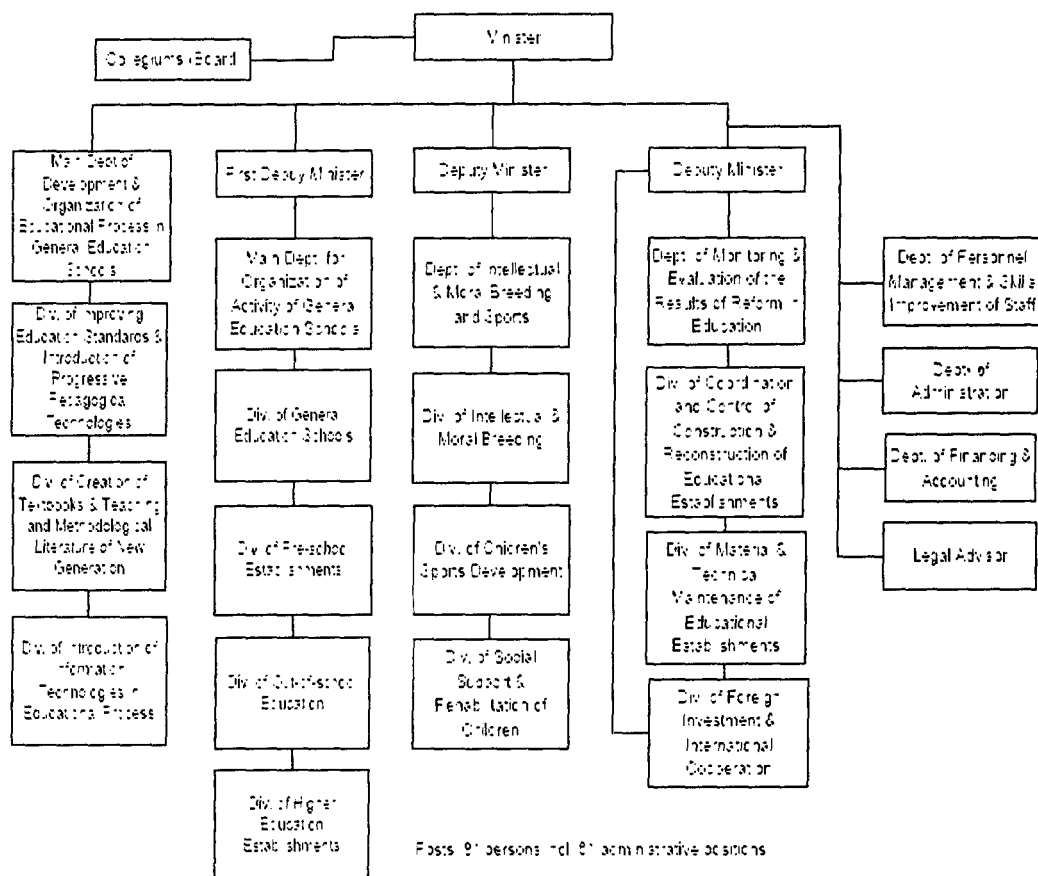 Minister
Collegiums (Board
Main Dept of
Development &
Organization of
Educational Process in
General Education
Schools
First Deputy Minister
Deputy Minister
Deputy Minister
Main Dept. for
Organization of
Activity of General
Education Schools
Dept. of Intellectual
& Moral Breeding
and Sports
Dept. of Monitoring &
Evaluation of the
Results of Reform in
Education
Dept. of Personnel
Management & Skills
Improvement of Staff
Div. of Improving
Education Standards &
Introduction of
Progressive
Pedagogical
Technologies
Div. of General
Education Schools
Div. of Intellectual &
Moral Breeding
Div. of Coordination
and Control of
Construction &
Reconstruction of
Educational
Establishments
Dept. of
Administration
Dept. of Financing &
Accounting
Div. of Creation of
Textbooks & Teaching
and Methodological
Literature of New
Generation
Div. of Pre-school
Establishments
Div. of Children's
Sports Development
Div. of Material &
Technical
Maintenance of
Educational
Establishments
Legal Advisor
Div. of Introduction of
Information
Technologies in
Educational Process
Div. of Out-of-school
Education
Div. of Social
Support &
Rehabilitation of
Children
Div. of Foreign
Investment &
International
Cooperation
Div. of Higher
Education
Establishments
Posts: persons incl. administrative positions